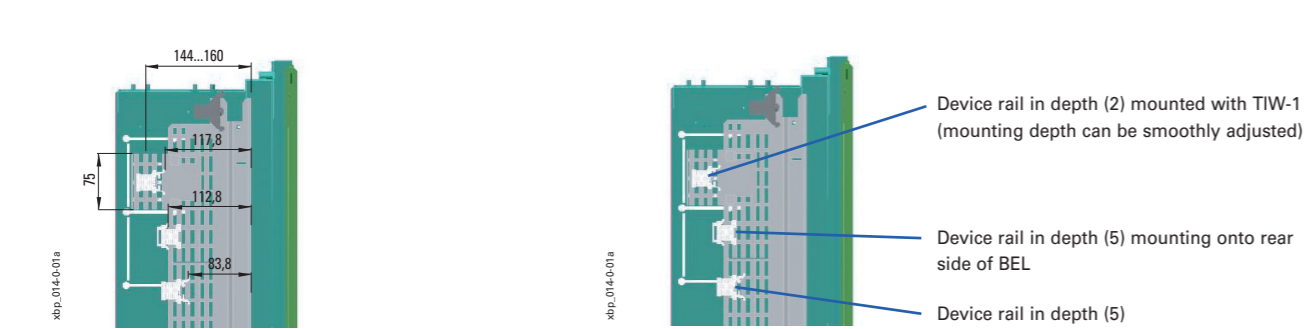 144...160
117,8
75
112,8
83,8
xbp_014-0-01a
xbp_014-0-01a
Device rail in depth (2) mounted with TIW-1
(mounting depth can be smoothly adjusted)
Device rail in depth (5) mounting onto rear
side of BEL
Device rail in depth (5)